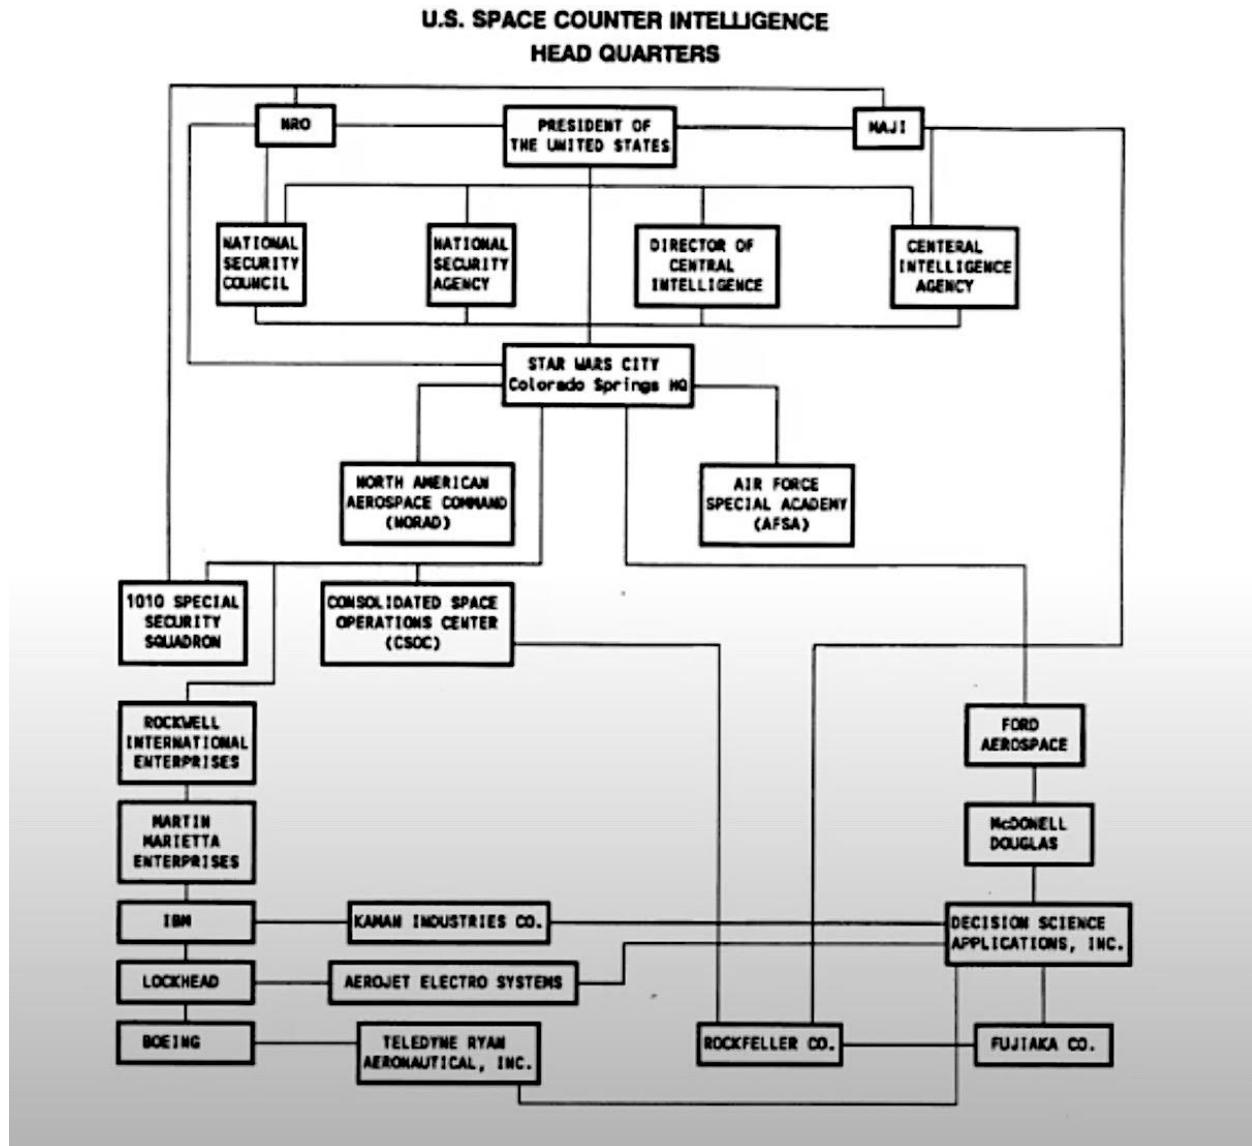 U.S. SPACE COUNTER INTELLIGENCE
HEAD QUARTERS
NRO
PRESIDENT OF
THE UNITED STATES
MAJI
NATIONAL
SECURITY
COUNCIL
NATIONAL
SECURITY
AGENCY
DIRECTOR OF
CENTRAL
INTELLIGENCE
CENTERAL
INTELLIGENCE
AGENCY
STAR WARS CITY
Colorado Springs HQ
NORTH AMERICAN
AEROSPACE COMMAND
(NORAD)
AIR FORCE
SPECIAL ACADEMY
(AFSA)
1010 SPECIAL
SECURITY
SQUADRON
CONSOLIDATED SPACE
OPERATIONS CENTER
(CSOC)
ROCKWELL
INTERNATIONAL
ENTERPRISES
FORD
AEROSPACE
MARTIN
MARIETTA
ENTERPRISES
McDONELL
DOUGLAS
IBM
KAMAN INDUSTRIES CO.
DECISION SCIENCE
APPLICATIONS, INC.
LOCKHEAD
AEROJET ELECTRO SYSTEMS
BOEING
TELEDYNE RYAN
AERONAUTICAL, INC.
ROCKFELLER CO.
FUJIAKA CO.